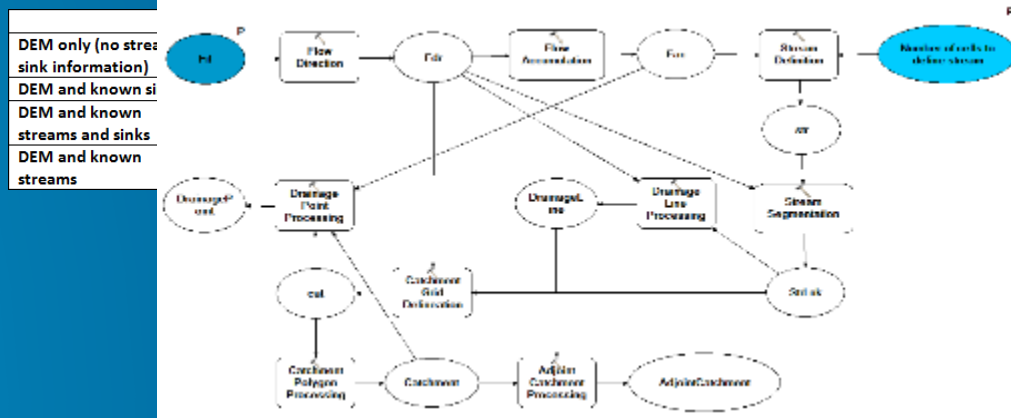 DEM only (no strea
sink information)
DEM and known si
DEM and known
streams and sinks
DEM and known
streams
P
Fil
Flow
Direction
Fdr
Flow
Accumulation
Fac
Stream
Definition
Number of cells to
define stream
P
str
DrainageP
oint
Drainage
Point
Processing
DrainageL
ine
Drainage
Line
Processing
Stream
Segmentation
cat
Catchment
Grid
Delineation
StrLnk
Catchment
Polygon
Processing
Catchment
Adjoint
Catchment
Processing
AdjointCatchment